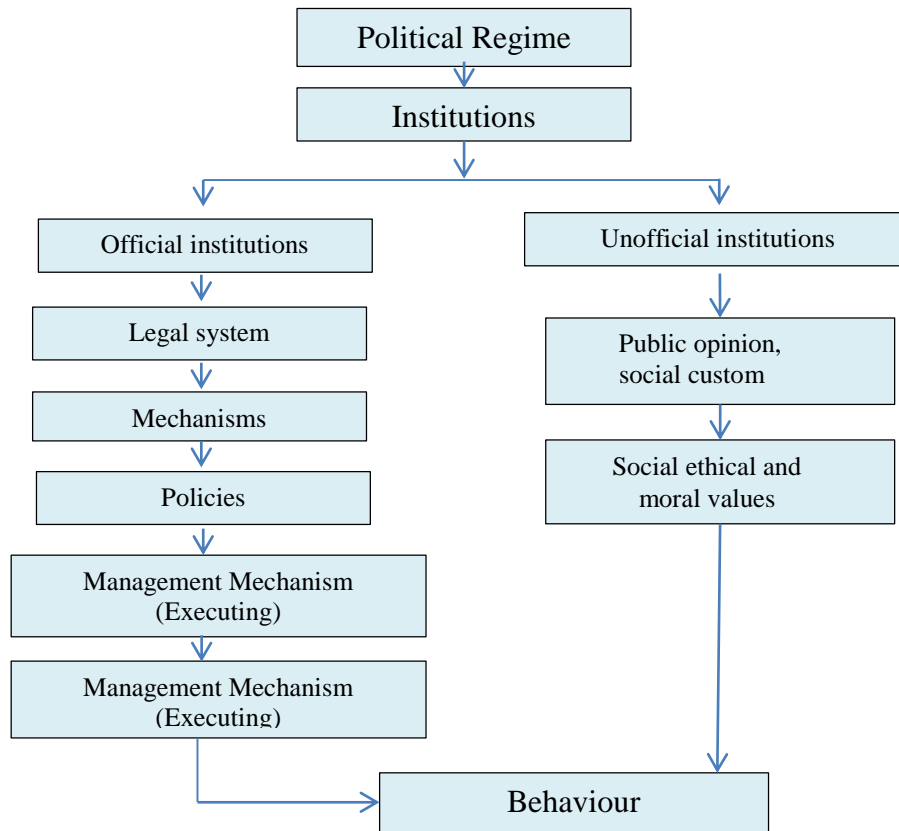 Political Regime
Institutions
Official institutions
Legal system
Mechanisms
Policies
Management Mechanism
(Executing)
Management Mechanism
(Executing)
Unofficial institutions
Public opinion,
social custom
Social ethical and
moral values
Behaviour